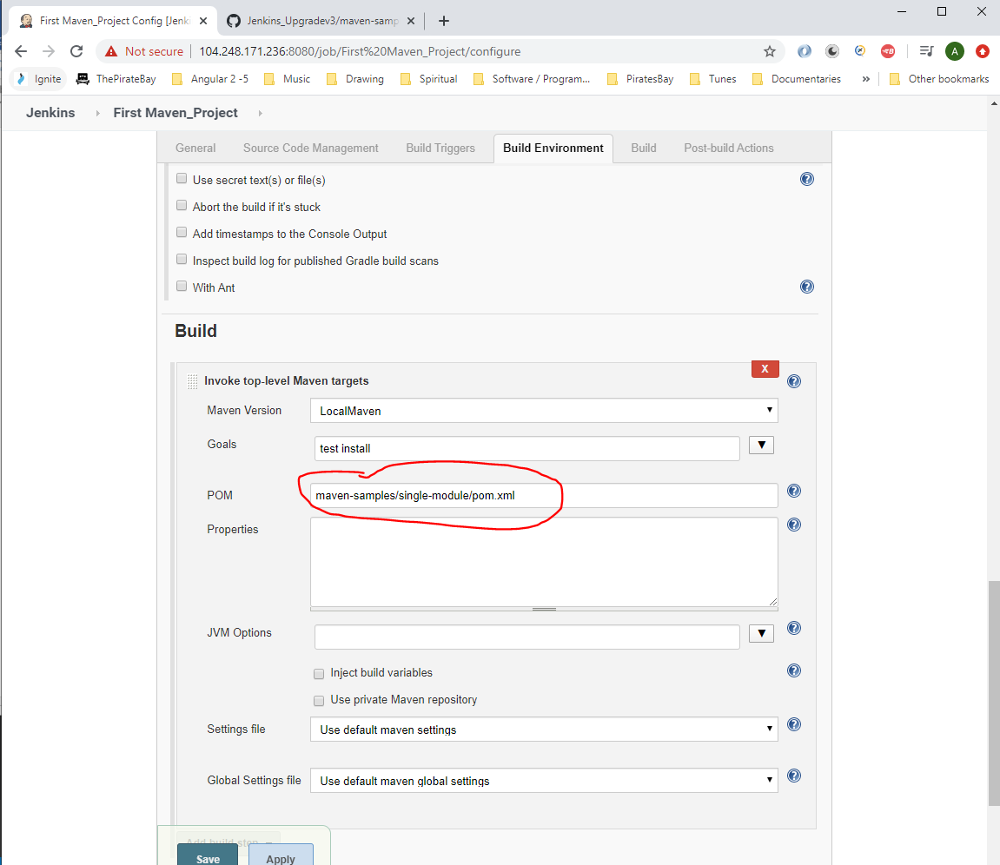 First Maven_Project Config [Jenki
Jenkins_Upgradev3/maven-samp
Not secure
104.248.171.236:8080/job/First%20Maven_Project/configure
B
A
Ignite
ThePirateBay
Angular 2 -5
Music
Drawing
Spiritual
Software / Program...
PiratesBay
Tunes
Documentaries
»
Other bookmarks
Jenkins
First Maven_Project
General
Source Code Management
Build Triggers
Build Environment
Build
Post-build Actions
Use secret text(s) or file(s)
?
Abort the build if it's stuck
Add timestamps to the Console Output
Inspect build log for published Gradle build scans
With Ant
?
Build
X
Invoke top-level Maven targets
?
Maven Version
LocalMaven
Goals
test install
POM
maven-samples/single-module/pom.xml
?
Properties
?
JVM Options
?
Inject build variables
?
Use private Maven repository
Settings file
Use default maven settings
?
Global Settings file
Use default maven global settings
?
Add build step
Save
Apply